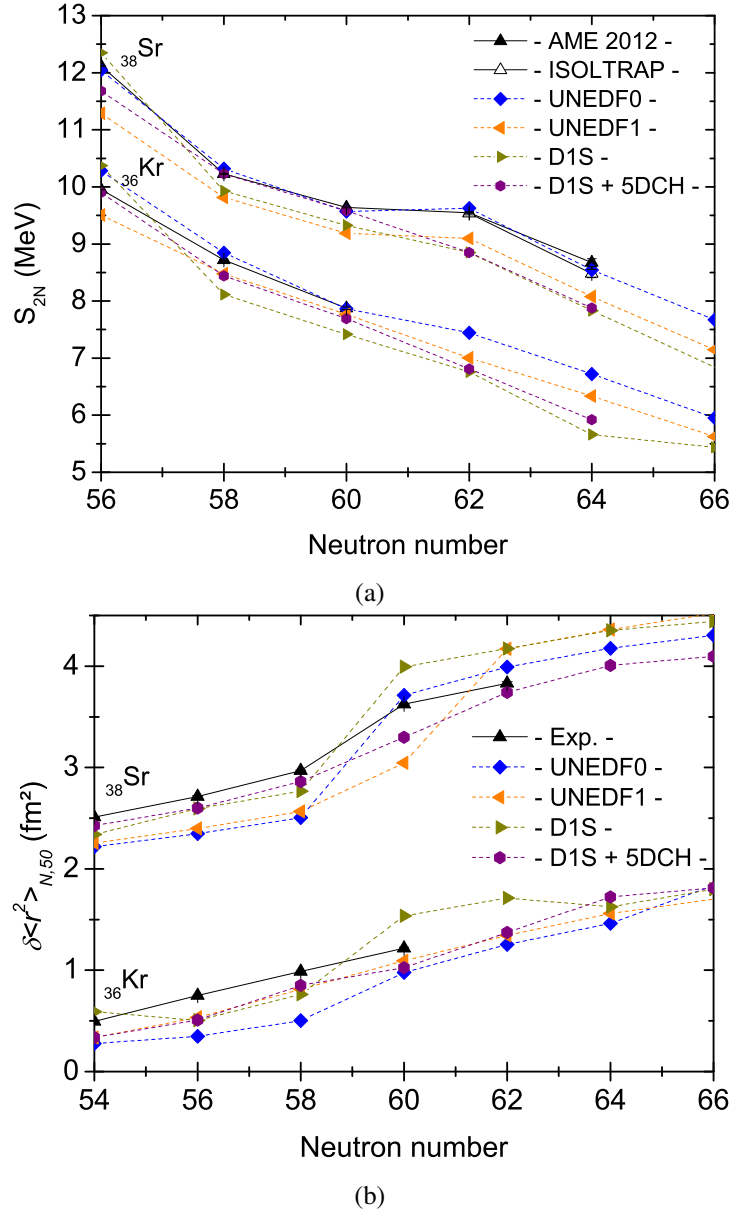 13
12
11
10
9
8
7
6
5
S2N (MeV)
38Sr
36Kr
- AME 2012 -
- ISOLTRAP -
- UNEDF0 -
- UNEDF1 -
- D1S -
- D1S + 5DCH -
56 58 60 62 64 66
Neutron number
(a)
4
3
2
1
0
δ<r²>N,50 (fm²)
38Sr
36Kr
- Exp. -
- UNEDF0 -
- UNEDF1 -
- D1S -
- D1S + 5DCH -
54 56 58 60 62 64 66
Neutron number
(b)